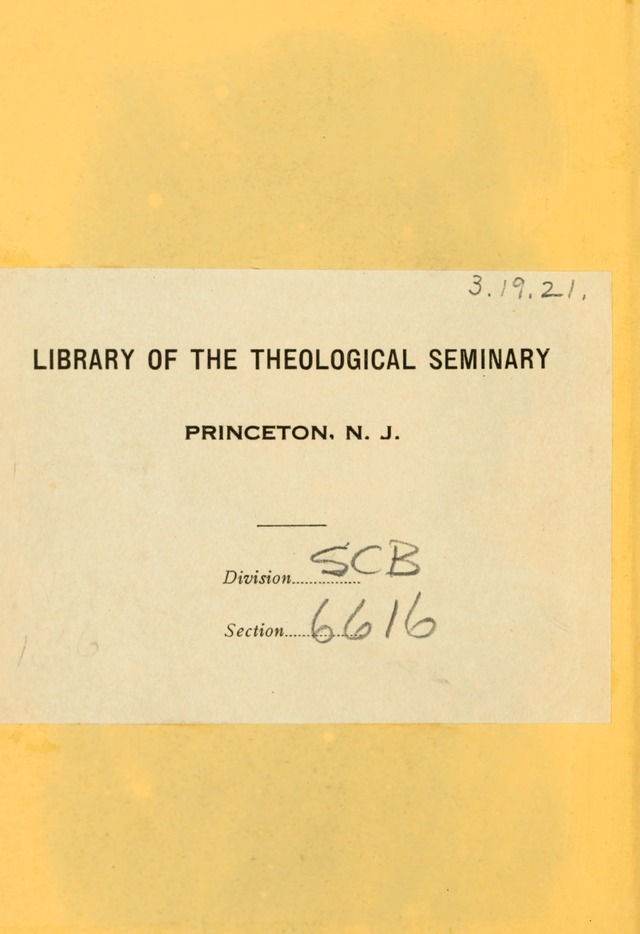 3.19.21.
LIBRARY OF THE THEOLOGICAL SEMINARY
PRINCETON, N. J.
Division SCB
Section 6616